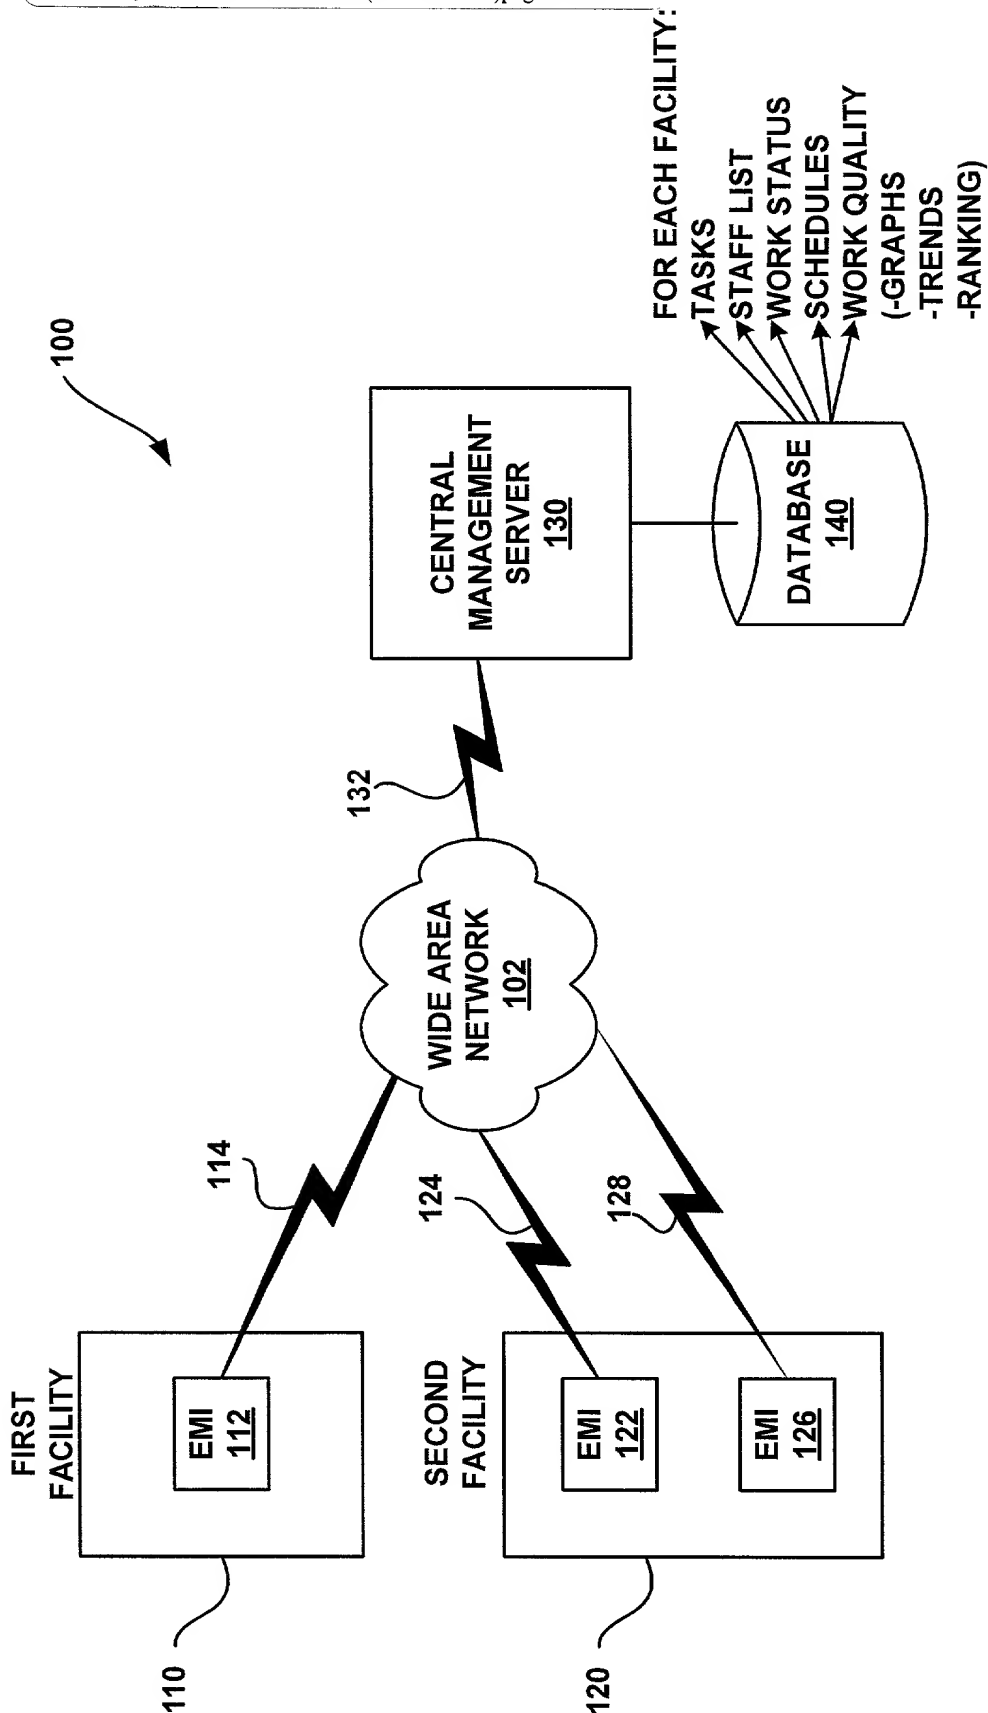 100
FIRST
FACILITY
EMI
112
110
114
SECOND
FACILITY
EMI
122
EMI
126
120
124
128
WIDE AREA
NETWORK
102
132
CENTRAL
MANAGEMENT
SERVER
130
DATABASE
140
FOR EACH FACILITY:
TASKS
STAFF LIST
WORK STATUS
SCHEDULES
WORK QUALITY
(-GRAPHS
-TRENDS
-RANKING)